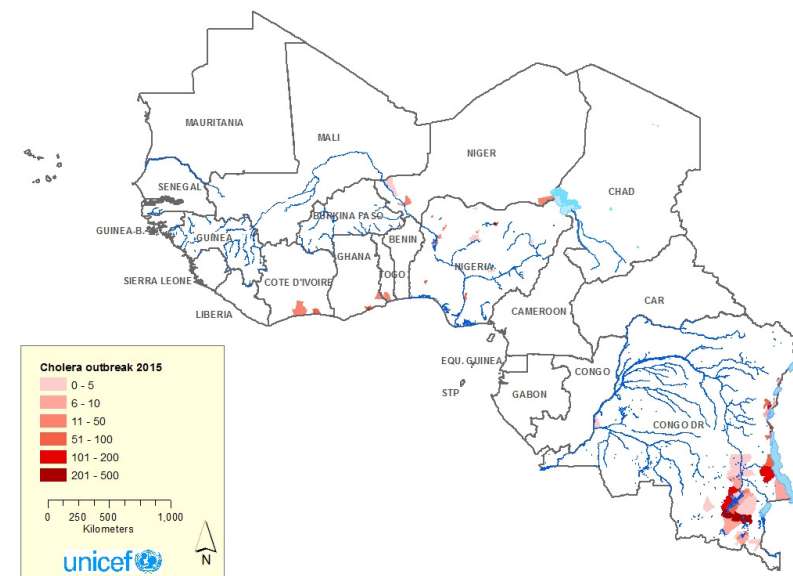 MAURITANIA
MALI
NIGER
CHAD
SENEGAL
BURKINA FASO
GUINEA-B.
GUINEA
BENIN
GHANA
NIGERIA
TOGO
SIERRA LEONE
COTE D'IVOIRE
LIBERIA
CAMEROON
CAR
EQU. GUINEA
CONGO
STP
GABON
CONGO DR
Cholera outbreak 2015
0 - 5
6 - 10
11 - 50
51 - 100
101 - 200
201 - 500
0 250 500 1,000
Kilometers
N
unicef